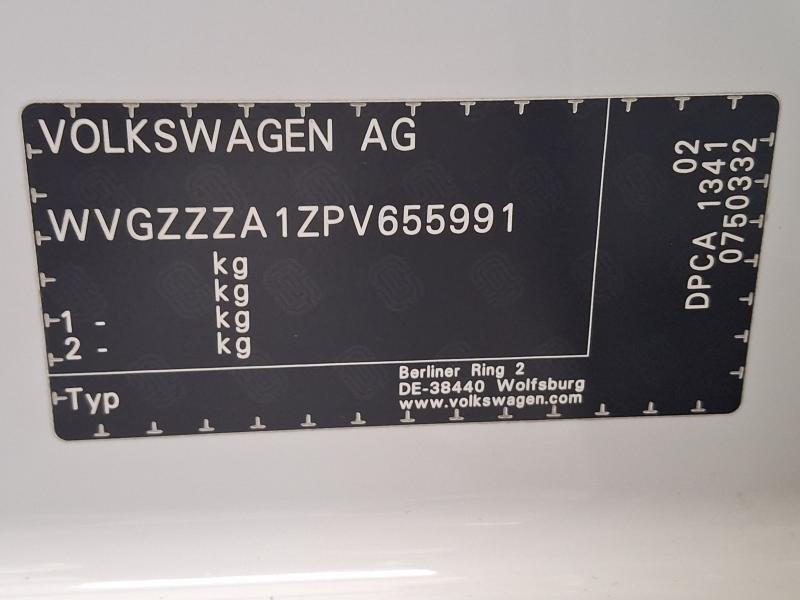 VOLKSWAGEN AG
WVGZZZA1ZPV655991
kg
kg
1 - kg
2 - kg
Typ
Berliner Ring 2
DE-38440 Wolfsburg
www.volkswagen.com
DPCA 1341 02
0750332